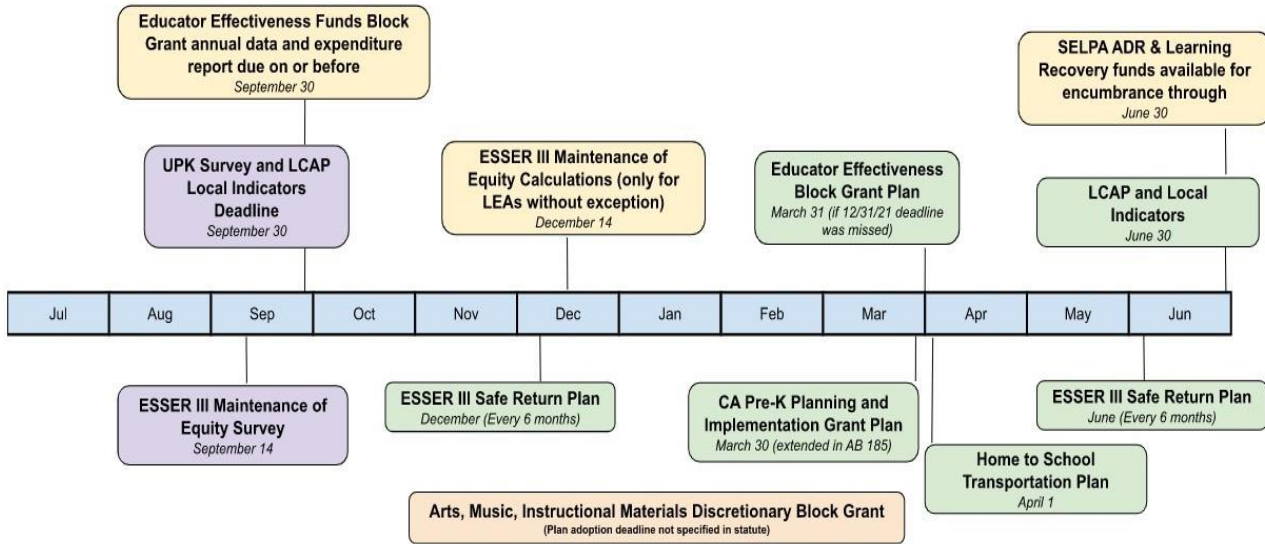 Educator Effectiveness Funds Block
Grant annual data and expenditure
report due on or before
September 30
SELPA ADR & Learning
Recovery funds available for
encumbrance through
June 30
UPK Survey and LCAP
Local Indicators
Deadline
September 30
ESSER III Maintenance of
Equity Calculations (only for
LEAs without exception)
December 14
Educator Effectiveness
Block Grant Plan
March 31 (if 12/31/21 deadline
was missed)
LCAP and Local
Indicators
June 30
Jul
Aug
Sep
Oct
Nov
Dec
Jan
Feb
Mar
Apr
May
Jun
ESSER III Maintenance of
Equity Survey
September 14
ESSER III Safe Return Plan
December (Every 6 months)
CA Pre-K Planning and
Implementation Grant Plan
March 30 (extended in AB 185)
ESSER III Safe Return Plan
June (Every 6 months)
Home to School
Transportation Plan
April 1
Arts, Music, Instructional Materials Discretionary Block Grant
(Plan adoption deadline not specified in statute)